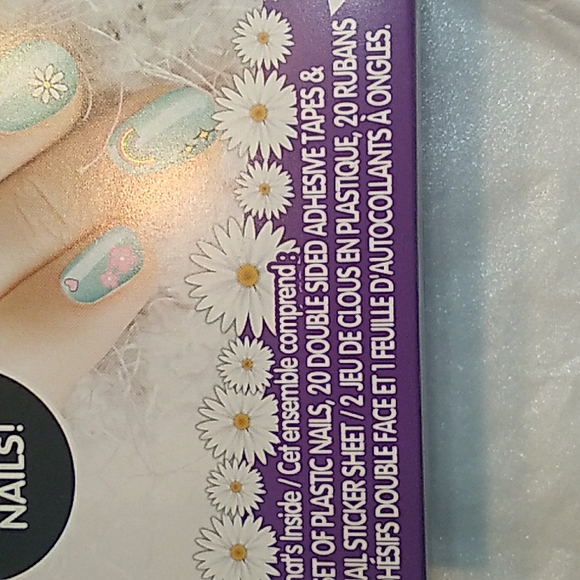 NAILS!
hat's Inside / Cet ensemble comprend :
SET OF PLASTIC NAILS, 20 DOUBLE SIDED ADHESIVE TAPES &
AIL STICKER SHEET / 2 JEU DE CLOUS EN PLASTIQUE, 20 RUBANS
HÉSIFS DOUBLE FACE ET 1 FEUILLE D'AUTOCOLLANTS À ONGLES.